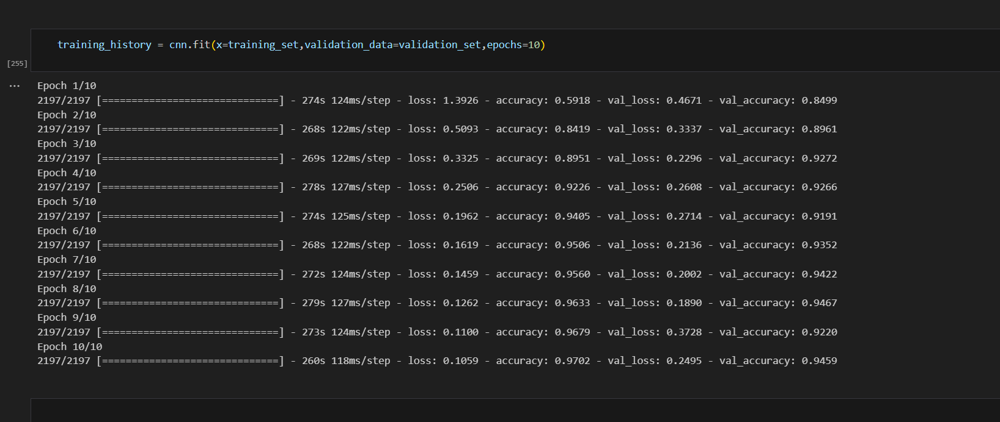 training_history = cnn.fit(x=training_set,validation_data=validation_set,epochs=10)
[255]
...
Epoch 1/10
2197/2197 [==============================] - 274s 124ms/step - loss: 1.3926 - accuracy: 0.5918 - val_loss: 0.4671 - val_accuracy: 0.8499
Epoch 2/10
2197/2197 [==============================] - 268s 122ms/step - loss: 0.5093 - accuracy: 0.8419 - val_loss: 0.3337 - val_accuracy: 0.8961
Epoch 3/10
2197/2197 [==============================] - 269s 122ms/step - loss: 0.3325 - accuracy: 0.8951 - val_loss: 0.2296 - val_accuracy: 0.9272
Epoch 4/10
2197/2197 [==============================] - 278s 127ms/step - loss: 0.2506 - accuracy: 0.9226 - val_loss: 0.2608 - val_accuracy: 0.9266
Epoch 5/10
2197/2197 [==============================] - 274s 125ms/step - loss: 0.1962 - accuracy: 0.9405 - val_loss: 0.2714 - val_accuracy: 0.9191
Epoch 6/10
2197/2197 [==============================] - 268s 122ms/step - loss: 0.1619 - accuracy: 0.9506 - val_loss: 0.2136 - val_accuracy: 0.9352
Epoch 7/10
2197/2197 [==============================] - 272s 124ms/step - loss: 0.1459 - accuracy: 0.9560 - val_loss: 0.2002 - val_accuracy: 0.9422
Epoch 8/10
2197/2197 [==============================] - 279s 127ms/step - loss: 0.1262 - accuracy: 0.9633 - val_loss: 0.1890 - val_accuracy: 0.9467
Epoch 9/10
2197/2197 [==============================] - 273s 124ms/step - loss: 0.1100 - accuracy: 0.9679 - val_loss: 0.3728 - val_accuracy: 0.9220
Epoch 10/10
2197/2197 [==============================] - 260s 118ms/step - loss: 0.1059 - accuracy: 0.9702 - val_loss: 0.2495 - val_accuracy: 0.9459